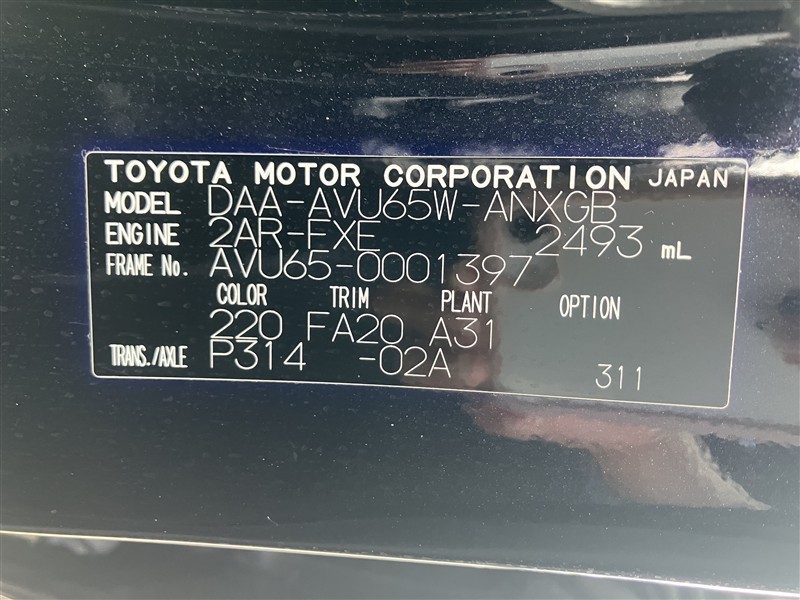 TOYOTA MOTOR CORPORATION JAPAN
MODEL DAA-AVU65W-ANXGB
ENGINE 2AR-FXE 2493 mL
FRAME No. AVU65-0001397
COLOR TRIM PLANT OPTION
220 FA20 A31
TRANS./AXLE P314 -02A 311